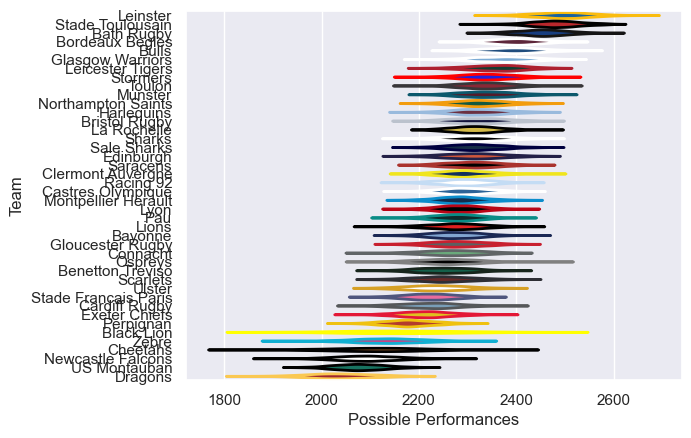 Leinster
Stade Toulousain
Bath Rugby
Bordeaux Bègles
Bulls
Glasgow Warriors
Leicester Tigers
Stormers
Toulon
Munster
Northampton Saints
Harlequins
Bristol Rugby
La Rochelle
Sharks
Sale Sharks
Edinburgh
Saracens
Clermont Auvergne
Racing 92
Castres Olympique
Montpellier Hérault
Lyon
Pau
Lions
Bayonne
Gloucester Rugby
Connacht
Ospreys
Benetton Treviso
Scarlets
Ulster
Stade Francais Paris
Cardiff Rugby
Exeter Chiefs
Perpignan
Black Lion
Zebre
Cheetahs
Newcastle Falcons
US Montauban
Dragons
Team
1800 2000 2200 2400 2600
Possible Performances